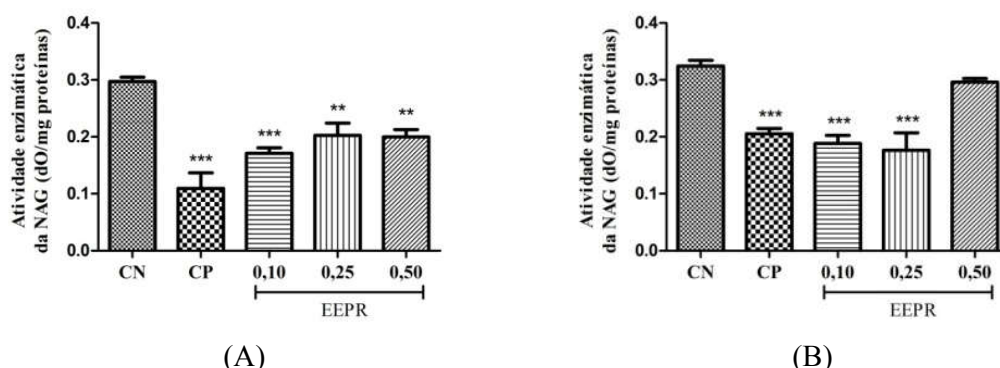 Atividade enzimática
da NAG (dO/mg proteínas)
0.4
0.3
0.2
0.1
0.0
***
***
**
**
CN
CP
0,10
0,25
0,50
EEPR
(A)
Atividade enzimática
da NAG (dO/mg proteínas)
0.4
0.3
0.2
0.1
0.0
***
***
***
CN
CP
0,10
0,25
0,50
EEPR
(B)